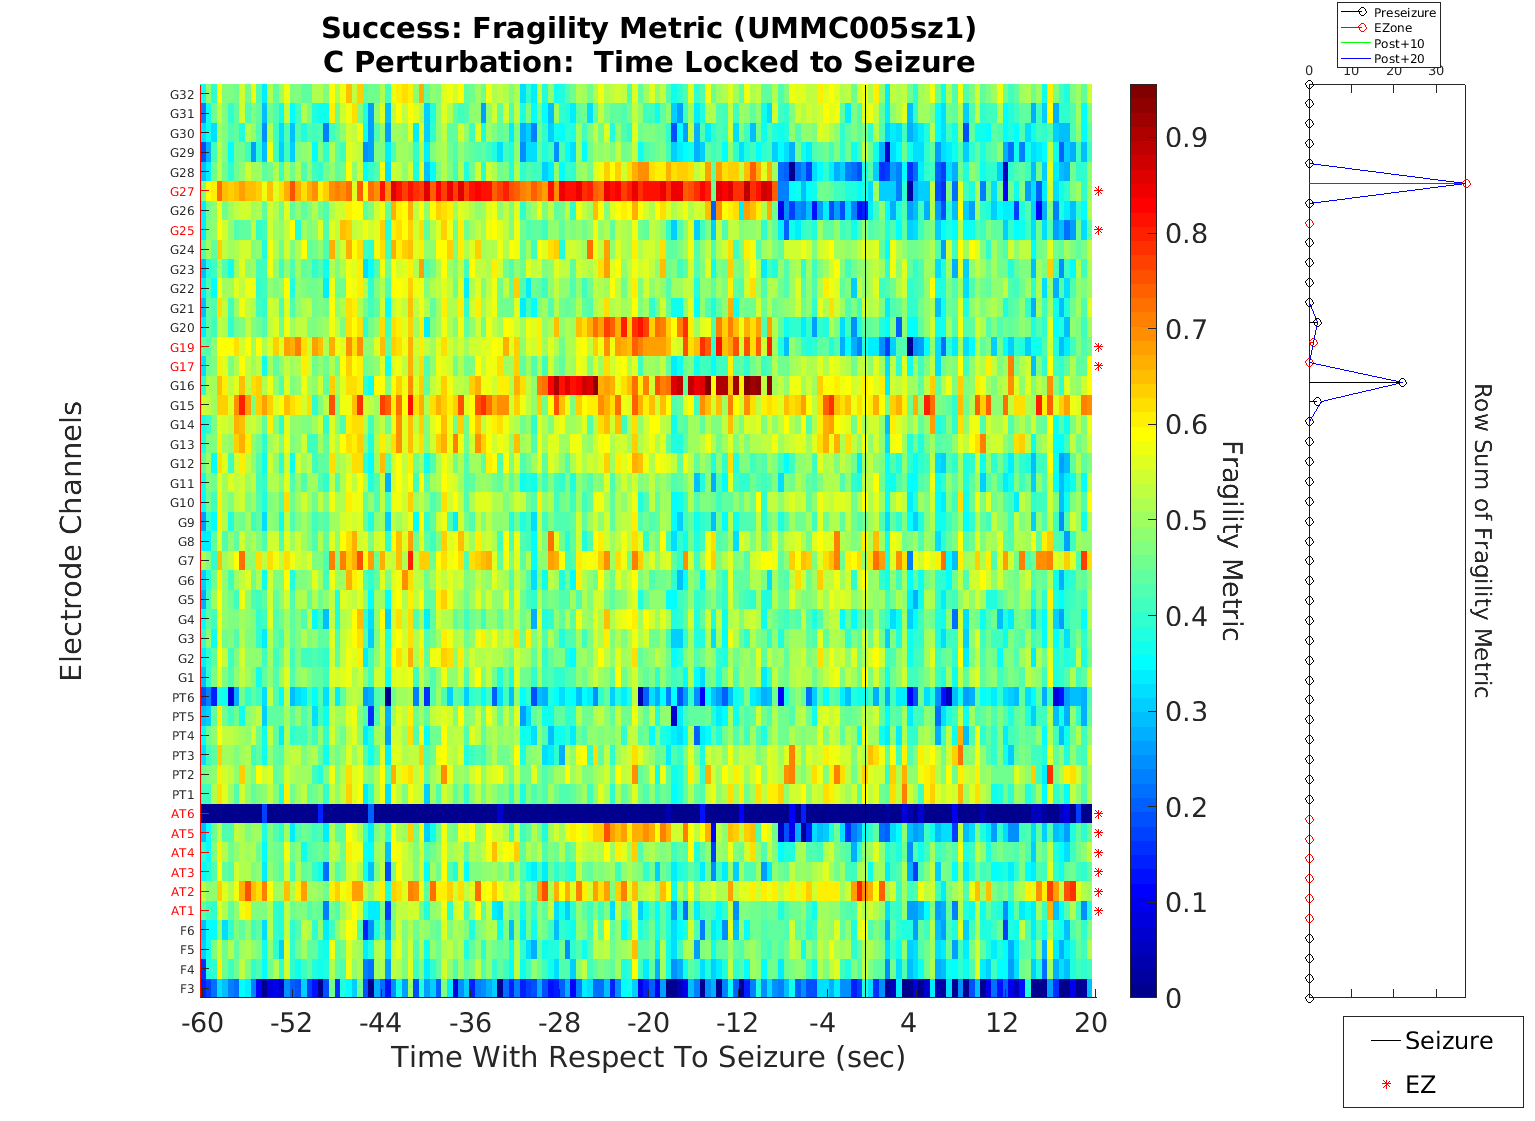 Success: Fragility Metric (UMMC005sz1)
C Perturbation:  Time Locked to Seizure
Electrode Channels
G32
G31
G30
G29
G28
G27
G26
G25
G24
G23
G22
G21
G20
G19
G17
G16
G15
G14
G13
G12
G11
G10
G9
G8
G7
G6
G5
G4
G3
G2
G1
PT6
PT5
PT4
PT3
PT2
PT1
AT6
AT5
AT4
AT3
AT2
AT1
F6
F5
F4
F3
-60 -52 -44 -36 -28 -20 -12 -4 4 12 20
Time With Respect To Seizure (sec)
0.9
0.8
0.7
0.6
0.5
0.4
0.3
0.2
0.1
0
Fragility Metric
Preseizure
EZone
Post+10
Post+20
0 10 20 30
Row Sum of Fragility Metric
Seizure
EZ